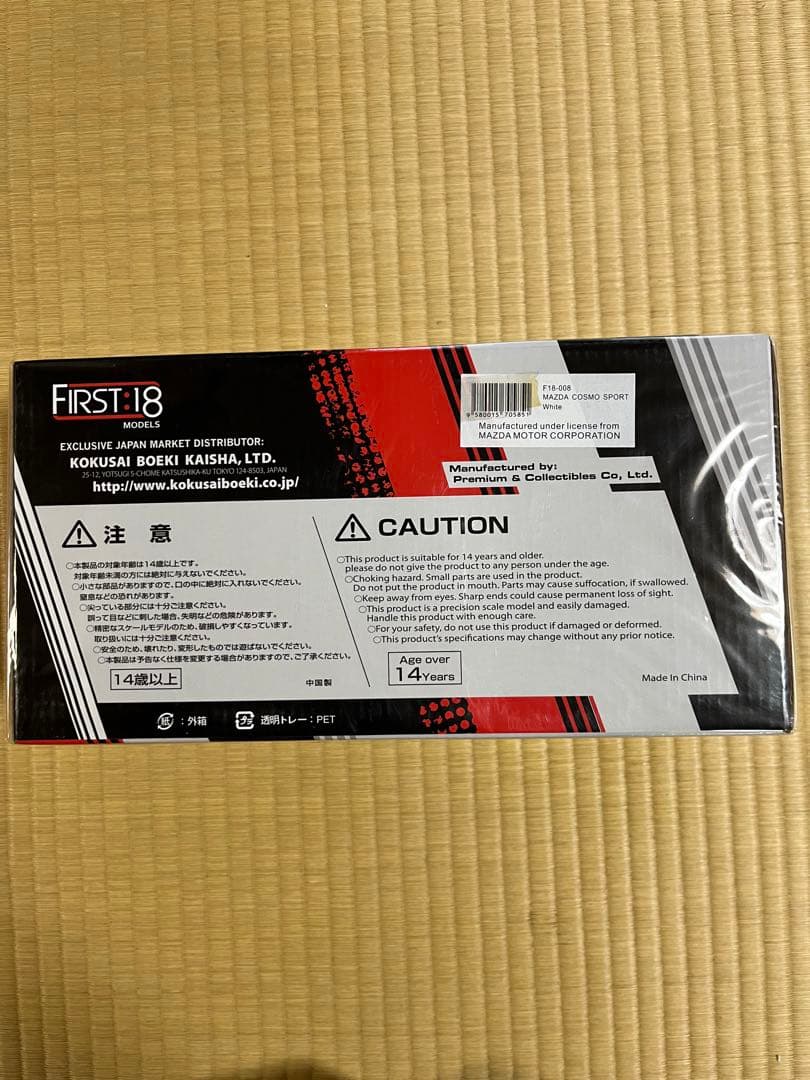 FIRST:18
MODELS
EXCLUSIVE JAPAN MARKET DISTRIBUTOR:
KOKUSAI BOEKI KAISHA, LTD.
25-12, YOTSUGI 5-CHOME KATSUSHIKA-KU TOKYO 124-8503, JAPAN
http://www.kokusaiboeki.co.jp/
F18-008
MAZDA COSMO SPORT
White
9 580015 705851
Manufactured under license from
MAZDA MOTOR CORPORATION
Manufactured by:
Premium & Collectibles Co, Ltd.
注 意
○本製品の対象年齢は14歳以上です。
対象年齢未満の方には絶対に与えないでください。
○小さな部品がありますので、口の中に絶対に入れないでください。
窒息などの恐れがあります。
○尖っている部分には十分ご注意ください。
誤って目などに刺した場合、失明などの危険があります。
○精密なスケールモデルのため、破損しやすくなっています。
取り扱いには十分ご注意ください。
○安全のため、壊れたり、変形したものでは遊ばないでください。
○本製品は予告なく仕様を変更する場合がありますので、ご了承ください。
14歳以上
中国製
CAUTION
○This product is suitable for 14 years and older.
please do not give the product to any person under the age.
○Choking hazard. Small parts are used in the product.
Do not put the product in mouth. Parts may cause suffocation, if swallowed.
○Keep away from eyes. Sharp ends could cause permanent loss of sight.
○This product is a precision scale model and easily damaged.
Handle this product with enough care.
○For your safety, do not use this product if damaged or deformed.
○This product's specifications may change without any prior notice.
Age over
14 Years
Made In China
紙:外箱 プラ 透明トレー:PET